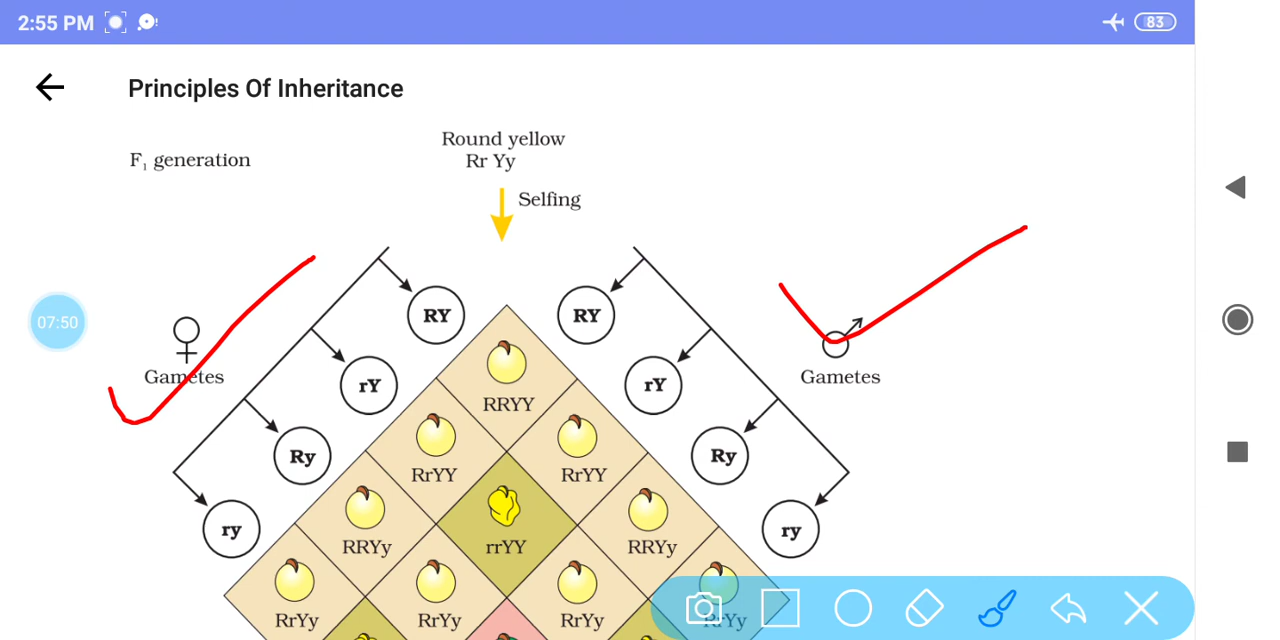 2:55 PM
83
Principles Of Inheritance
Round yellow
Rr Yy
F₁ generation
Selfing
07:50
Gametes
Gametes
RY
RY
rY
rY
Ry
Ry
ry
ry
RRYY
RrYY
RrYY
RRYy
rrYY
RRYy
RrYy
RrYy
RrYy
RrYy